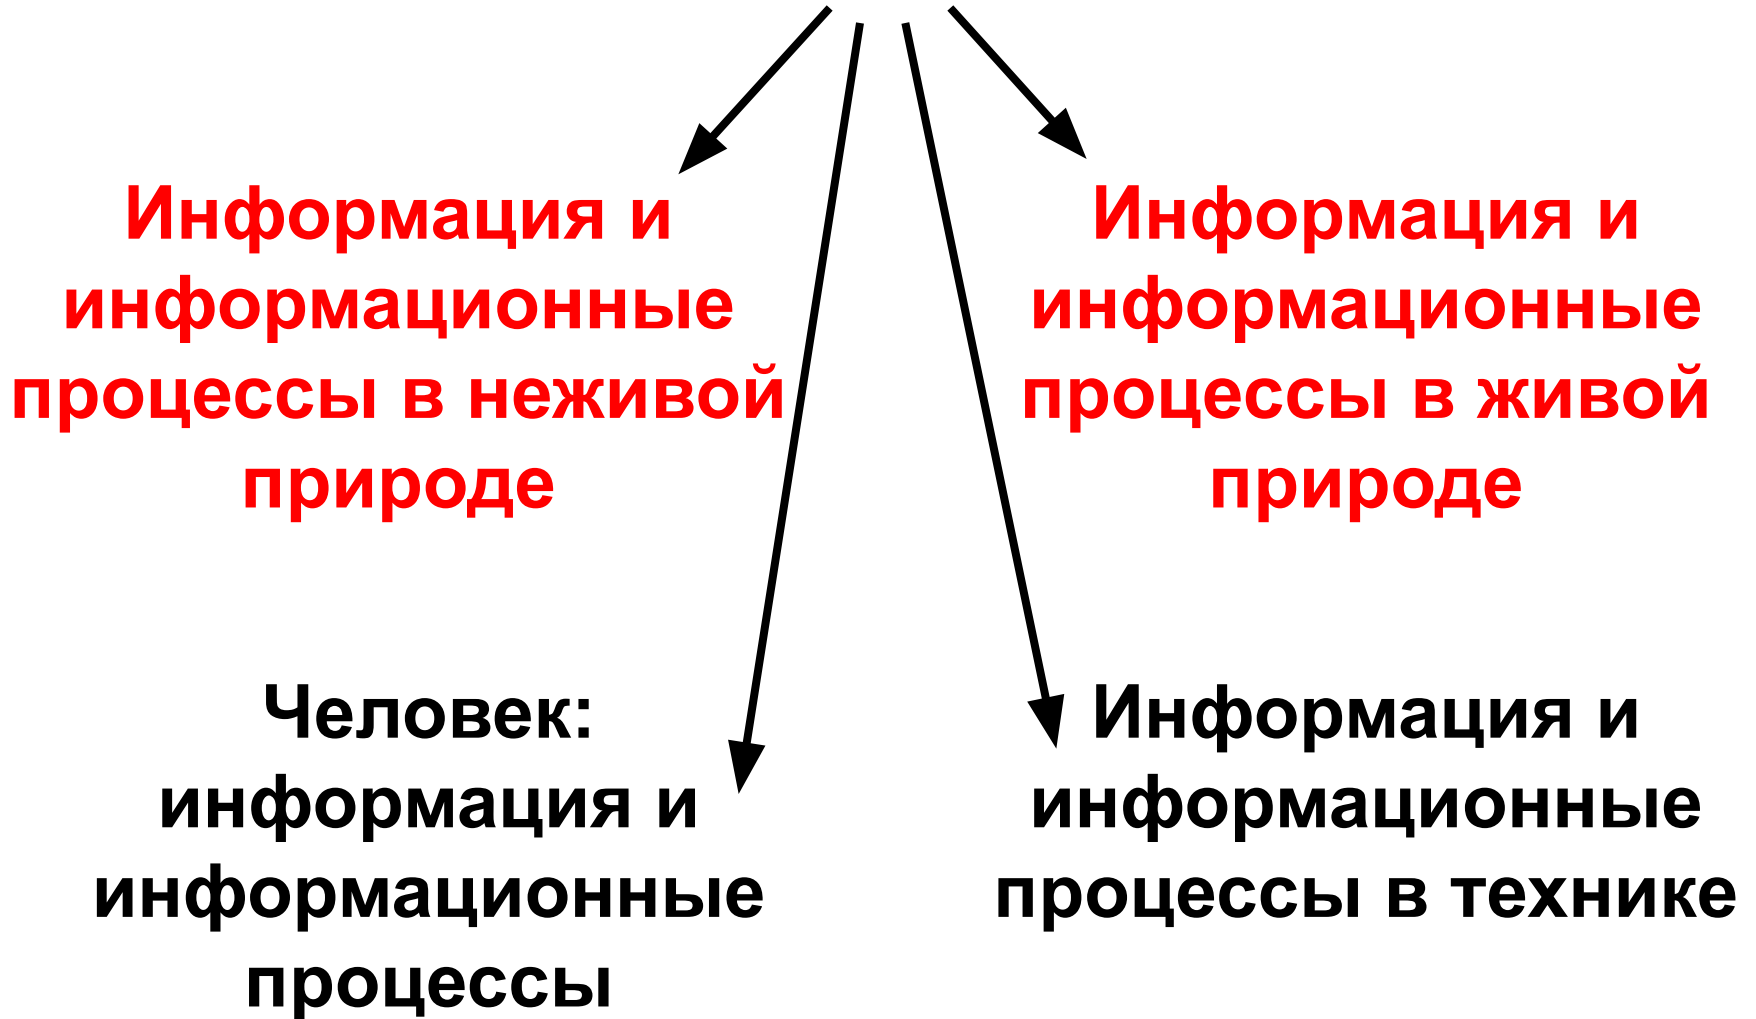 Информация и
информационные
процессы в неживой
природе
Информация и
информационные
процессы в живой
природе
Человек:
информация и
информационные
процессы
Информация и
информационные
процессы в технике